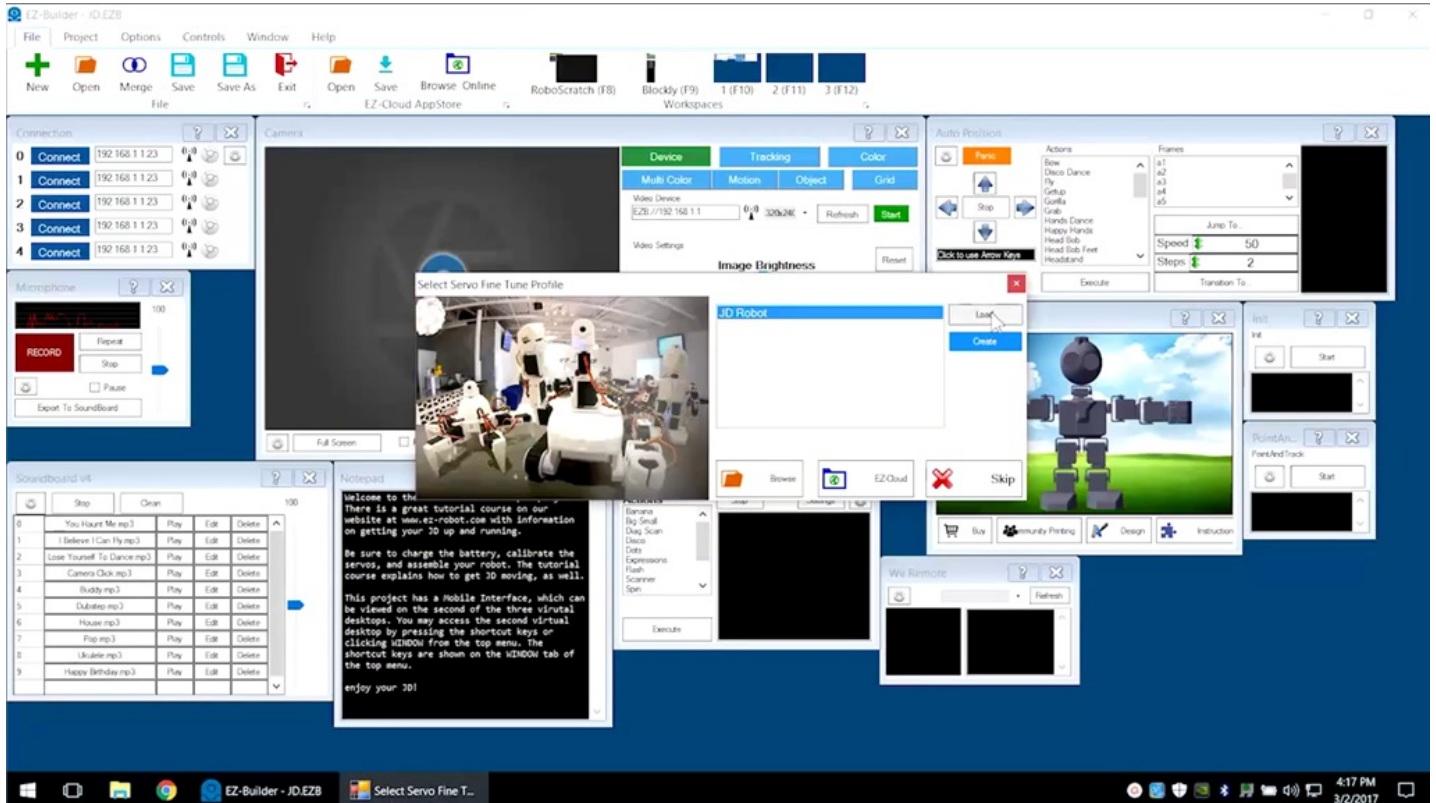 EZ-Builder - JD.EZB
File Project Options Controls Window Help
New Open Merge Save Save As Exit Open Save Browse Online RoboScratch (F8) Blockly (F9) 1 (F10) 2 (F11) 3 (F12)
File EZ-Cloud AppStore Workspaces
Connection
0 Connect 192.168.1.1:23
1 Connect 192.168.1.1:23
2 Connect 192.168.1.1:23
3 Connect 192.168.1.1:23
4 Connect 192.168.1.1:23
Camera
Device Tracking Color
Multi Color Motion Object Grid
Video Device
EZB://192.168.1.1 320x240 Refresh Start
Video Settings
Image Brightness Reset
Full Screen
Auto Position
Panic
Stop
Click to use Arrow Keys
Actions
Bow
Disco Dance
Fly
Getup
Gorilla
Grab
Hands Dance
Happy Hands
Head Bob
Head Bob Feet
Headstand
Execute
Frames
a1
a2
a3
a4
a5
Jump To...
Speed 50
Steps 2
Transition To...
Microphone
100
RECORD
Repeat
Stop
Pause
Export To SoundBoard
Select Servo Fine Tune Profile
JD Robot
Load
Create
Browse EZ-Cloud Skip
Init
Init
Start
PointAn...
PointAndTrack
Start
Buy Community Printing Design Instruction
Soundboard v4
Stop Clean 100
0 You Haunt Me.mp3 Play Edit Delete
1 I Believe I Can Fly.mp3 Play Edit Delete
2 Lose Yourself To Dance.mp3 Play Edit Delete
3 Camera Click.mp3 Play Edit Delete
4 Buddy.mp3 Play Edit Delete
5 Dubstep.mp3 Play Edit Delete
6 House.mp3 Play Edit Delete
7 Pop.mp3 Play Edit Delete
8 Ukulele.mp3 Play Edit Delete
9 Happy Birthday.mp3 Play Edit Delete
Notepad
Welcome to the
There is a great tutorial course on our
website at www.ez-robot.com with information
on getting your JD up and running.
Be sure to charge the battery, calibrate the
servos, and assemble your robot. The tutorial
course explains how to get JD moving, as well.
This project has a Mobile Interface, which can
be viewed on the second of the three virutal
desktops. You may access the second virtual
desktop by pressing the shortcut keys or
clicking WINDOW from the top menu. The
shortcut keys are shown on the WINDOW tab of
the top menu.
enjoy your JD!
Actions Stop Settings
Banana
Big-Small
Diag Scan
Disco
Dots
Expressions
Flash
Scanner
Spin
Execute
Wii Remote
Refresh
EZ-Builder - JD.EZB Select Servo Fine T...
4:17 PM
3/2/2017